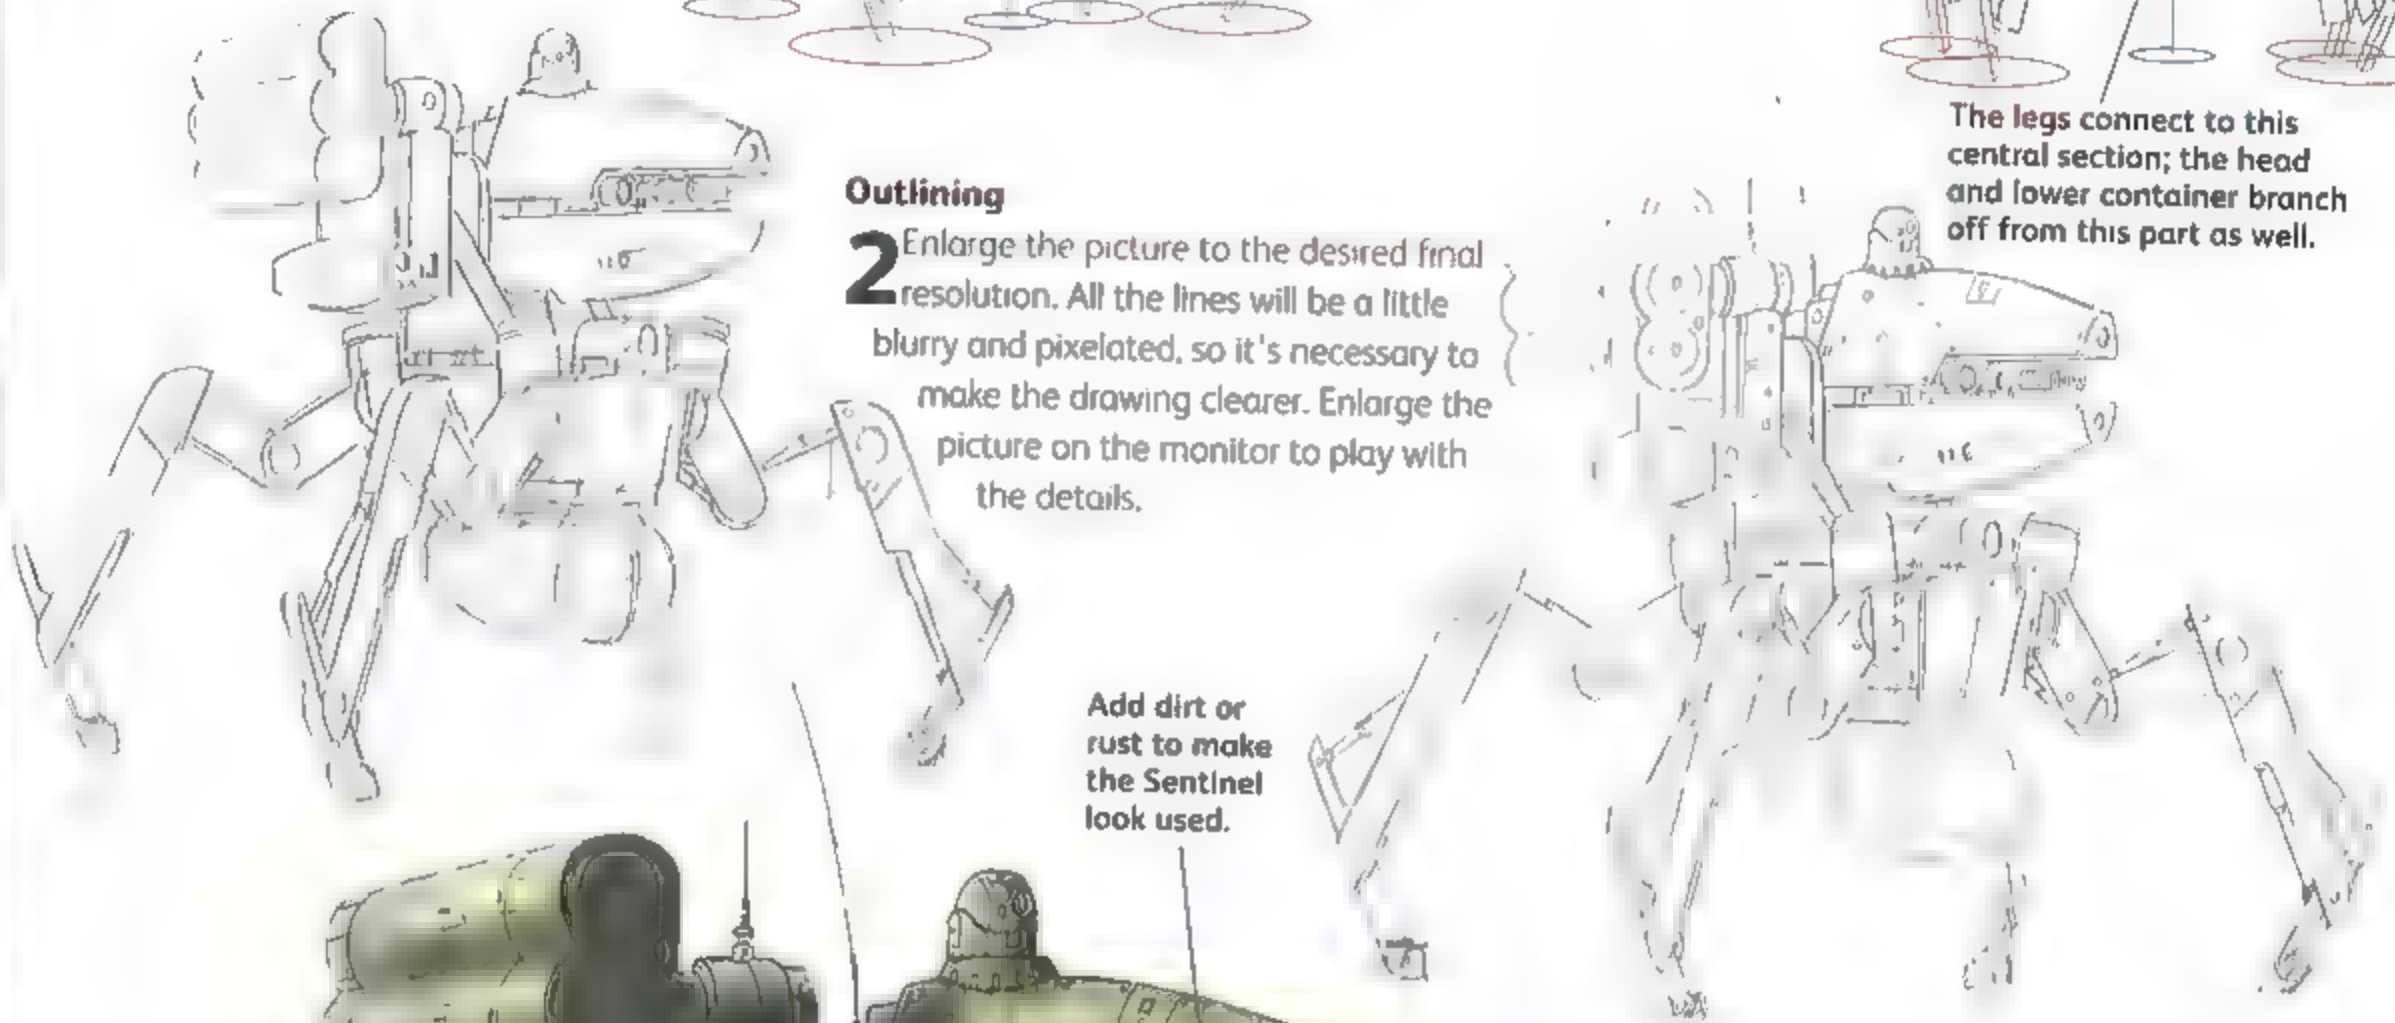 The legs connect to this
central section; the head
and lower container branch
off from this part as well.
Outlining
2 Enlarge the picture to the desired final
resolution. All the lines will be a little
blurry and pixelated, so it's necessary to
make the drawing clearer. Enlarge the
picture on the monitor to play with
the details.
Add dirt or
rust to make
the Sentinel
look used.